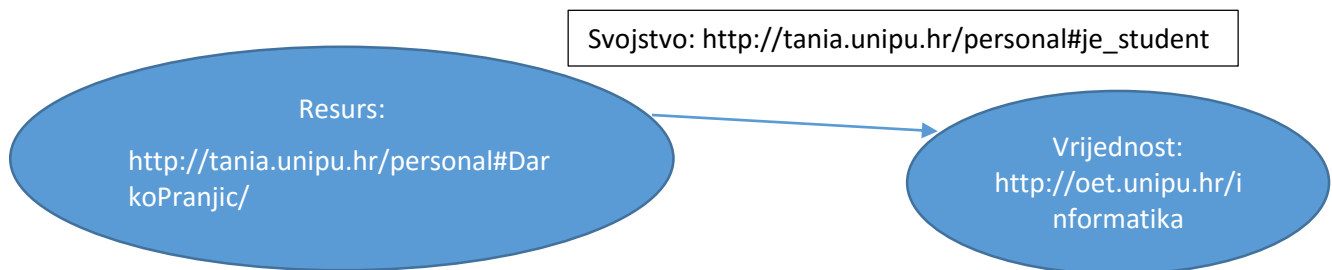 Svojstvo: http://tania.unipu.hr/personal#je_student
Resurs:
http://tania.unipu.hr/personal#Dar
koPranjic/
Vrijednost:
http://oet.unipu.hr/i
nformatika